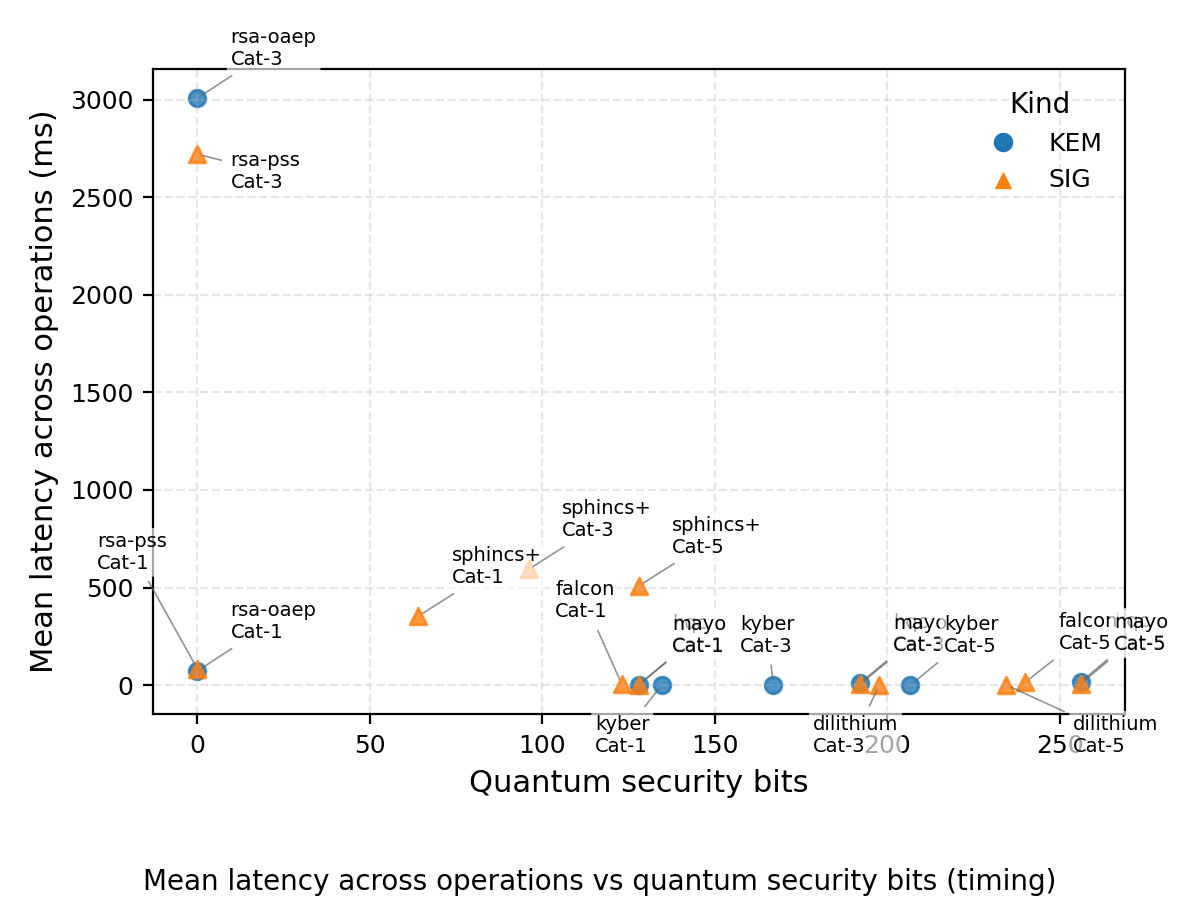 rsa-oaep
Cat-3
3000
Kind
KEM
SIG
rsa-pss
Cat-3
2500
2000
1500
1000
500
0
Mean latency across operations (ms)
sphincs+
Cat-3
sphincs+
Cat-5
sphincs+
Cat-1
rsa-pss
Cat-1
rsa-oaep
Cat-1
falcon
Cat-1
mayo
Cat-1
kyber
Cat-3
mayo
Cat-3
kyber
Cat-5
falcon
Cat-5
mayo
Cat-5
kyber
Cat-1
dilithium
Cat-3
dilithium
Cat-5
0
50
100
150
200
250
Quantum security bits
Mean latency across operations vs quantum security bits (timing)